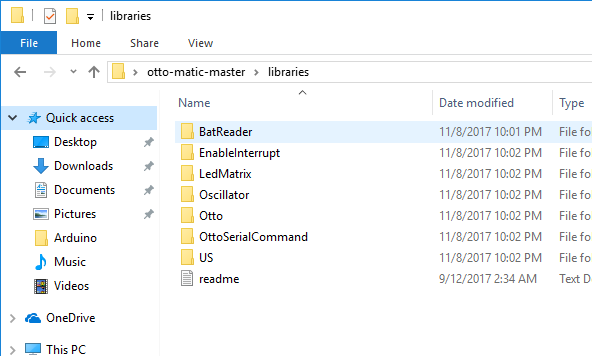 libraries
File Home Share View
otto-matic-master libraries
Name Date modified Type
Quick access
BatReader 11/8/2017 10:01 PM File fo
Desktop EnableInterrupt 11/8/2017 10:02 PM File fo
Downloads LedMatrix 11/8/2017 10:02 PM File fo
Documents Oscillator 11/8/2017 10:02 PM File fo
Pictures Otto 11/8/2017 10:02 PM File fo
Arduino OttoSerialCommand 11/8/2017 10:02 PM File fo
Music US 11/8/2017 10:02 PM File fo
Videos readme 9/12/2017 2:34 AM Text D
OneDrive
This PC